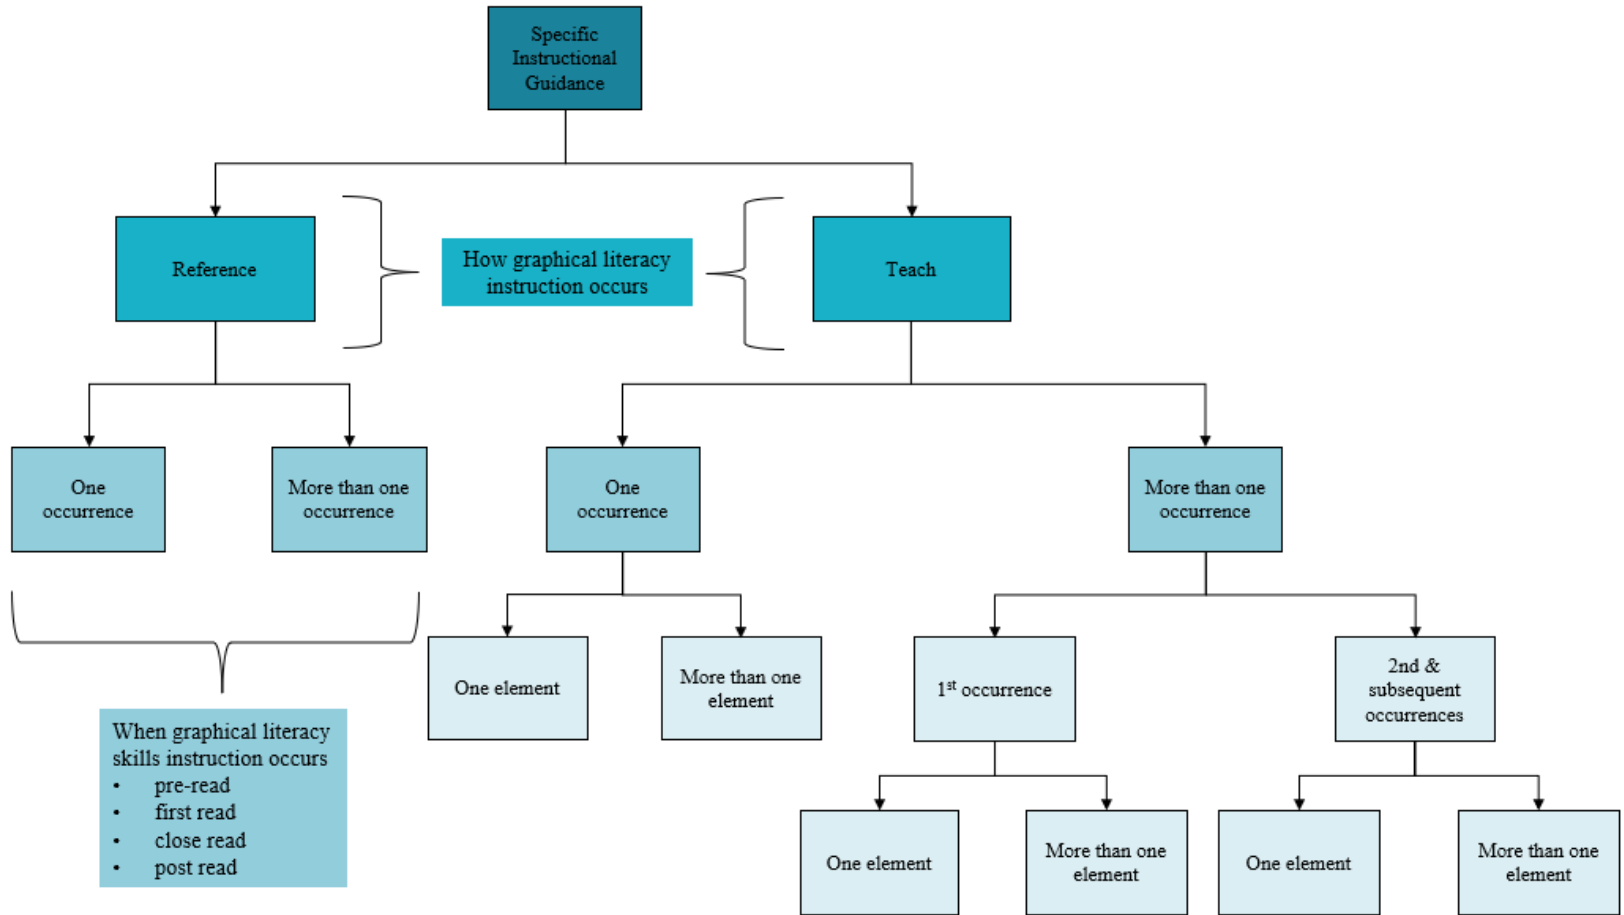 Specific
Instructional
Guidance
Reference
How graphical literacy
instruction occurs
Teach
One
occurrence
More than one
occurrence
One
occurrence
More than one
occurrence
One element
More than one
element
1st occurrence
2nd &
subsequent
occurrences
When graphical literacy
skills instruction occurs
• pre-read
• first read
• close read
• post read
One element
More than one
element
One element
More than one
element